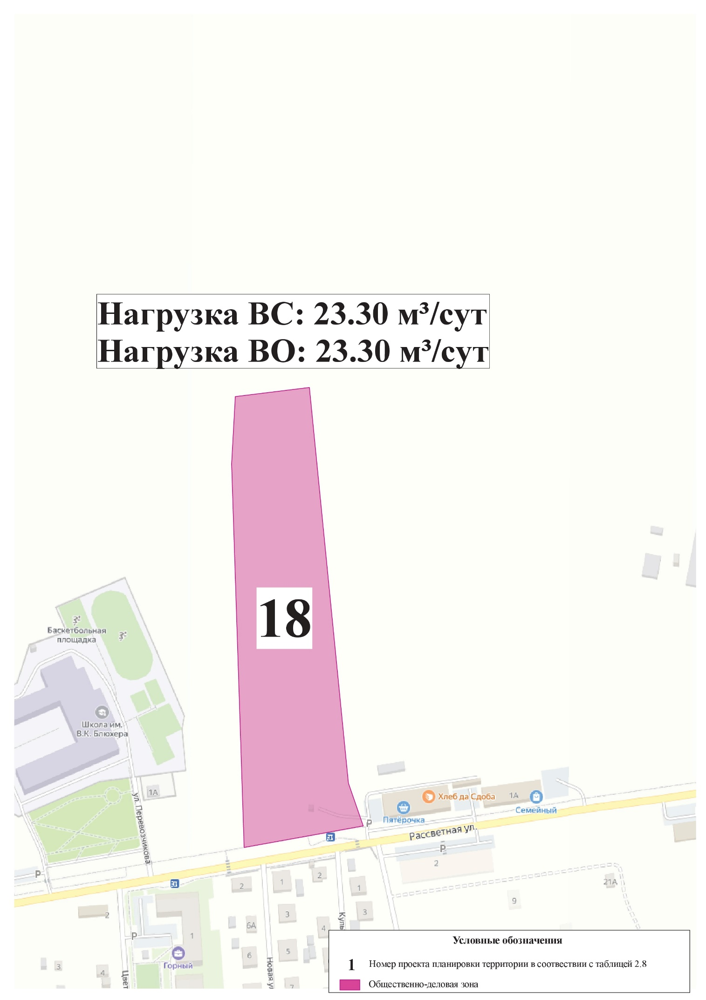 Нагрузка ВС: 23.30 м³/сут
Нагрузка ВО: 23.30 м³/сут
18
Баскетбольная
площадка
Школа им.
В.К. Блюхера
1А
ул. Перевозчикова
Хлеб да Сдоба
1А
Пятёрочка
Семейный
P
Рассветная ул.
P
2
P
21А
9
2
1
2
1
3
3
6А
4
5
6
7
2
P
1
Горный
3
4
Цвет
Новая ул
Куль
Условные обозначения
1 Номер проекта планировки территории в соотвествии с таблицей 2.8
Общественно-деловая зона